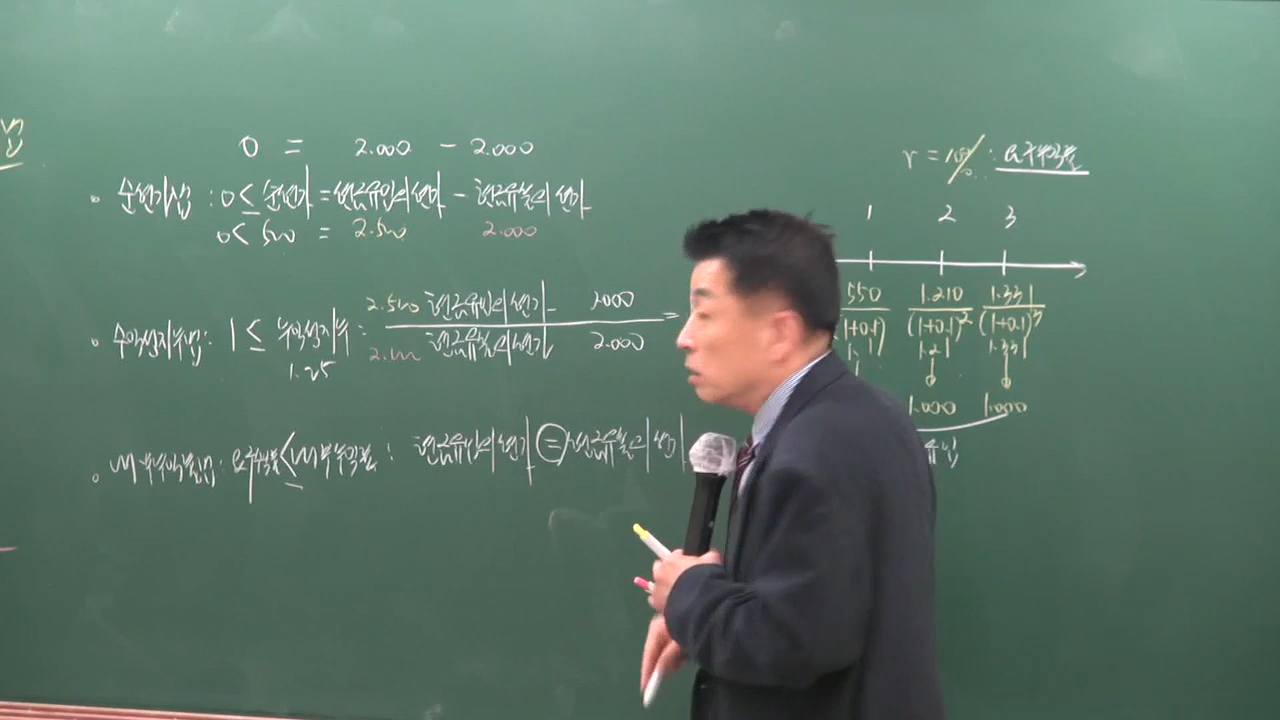 법
0 = 2.000 - 2.000
• 순현가법 : 0 ≤ 순현가 = 현금유입의 현가 - 현금유출의 현가
0 < 500 = 2.500 2.000
• 수익성지수법 : 1 ≤ 수익성지수 = 2.500 현금유입의 현가 2000 =
1.25 2.000 현금유출의 현가 2.000
• 내부수익률법 : 요구수익률 ≤ 내부수익률 : 현금유입의 현가 = 현금유출의 현가
r = 10% : 요구수익률
1 2 3
550 1.210 1.331
(1+0.1) (1+0.1)² (1+0.1)³
1.1 1.21 1.331
1.000 1.000
유입